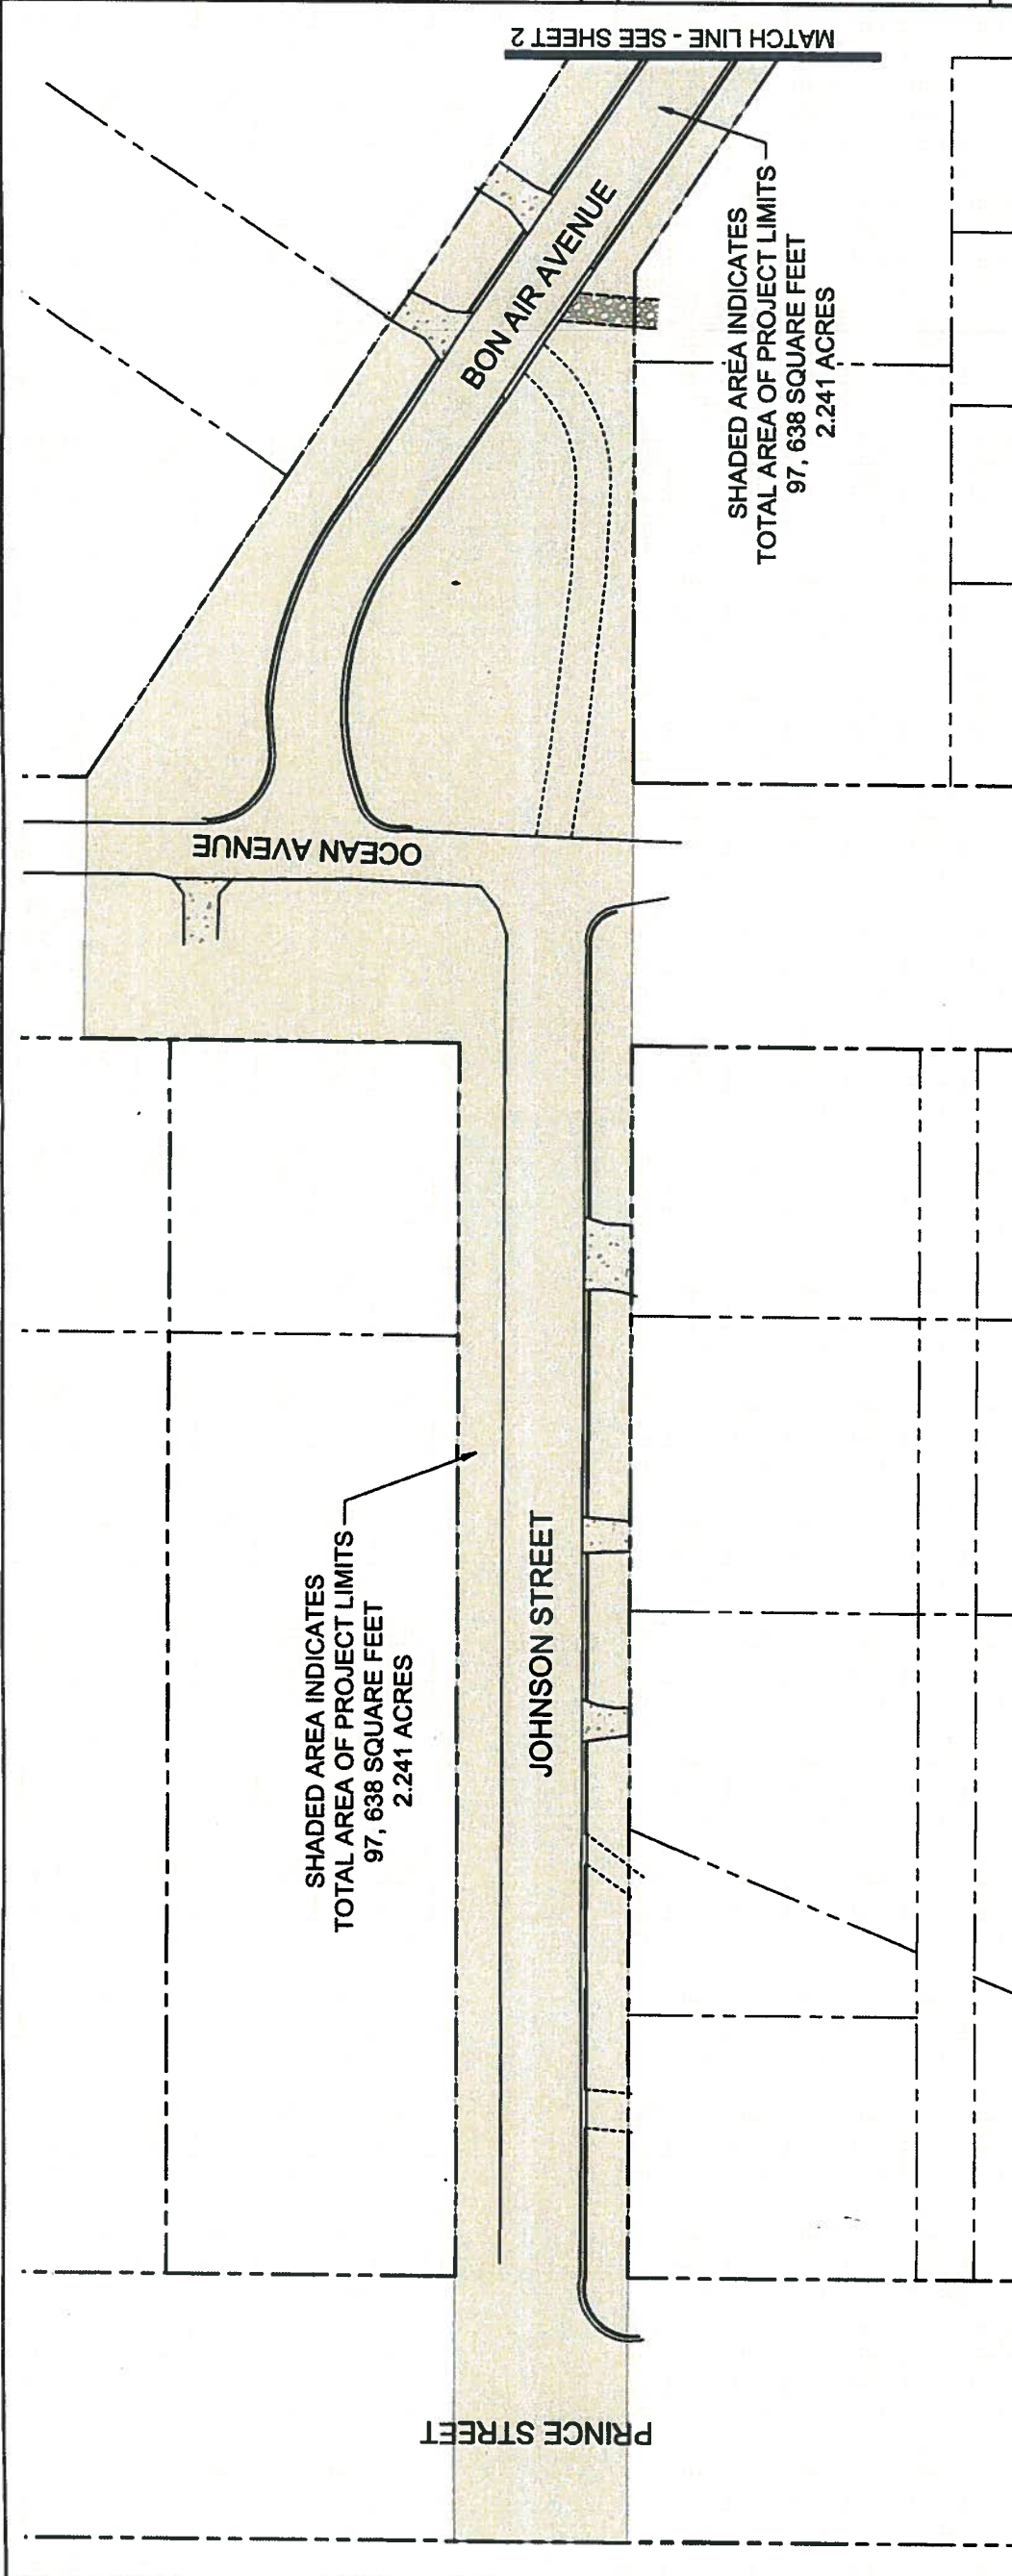 MATCH LINE - SEE SHEET 2
BON AIR AVENUE
SHADED AREA INDICATES
TOTAL AREA OF PROJECT LIMITS
97, 638 SQUARE FEET
2.241 ACRES
OCEAN AVENUE
SHADED AREA INDICATES
TOTAL AREA OF PROJECT LIMITS
97, 638 SQUARE FEET
2.241 ACRES
JOHNSON STREET
PRINCE STREET